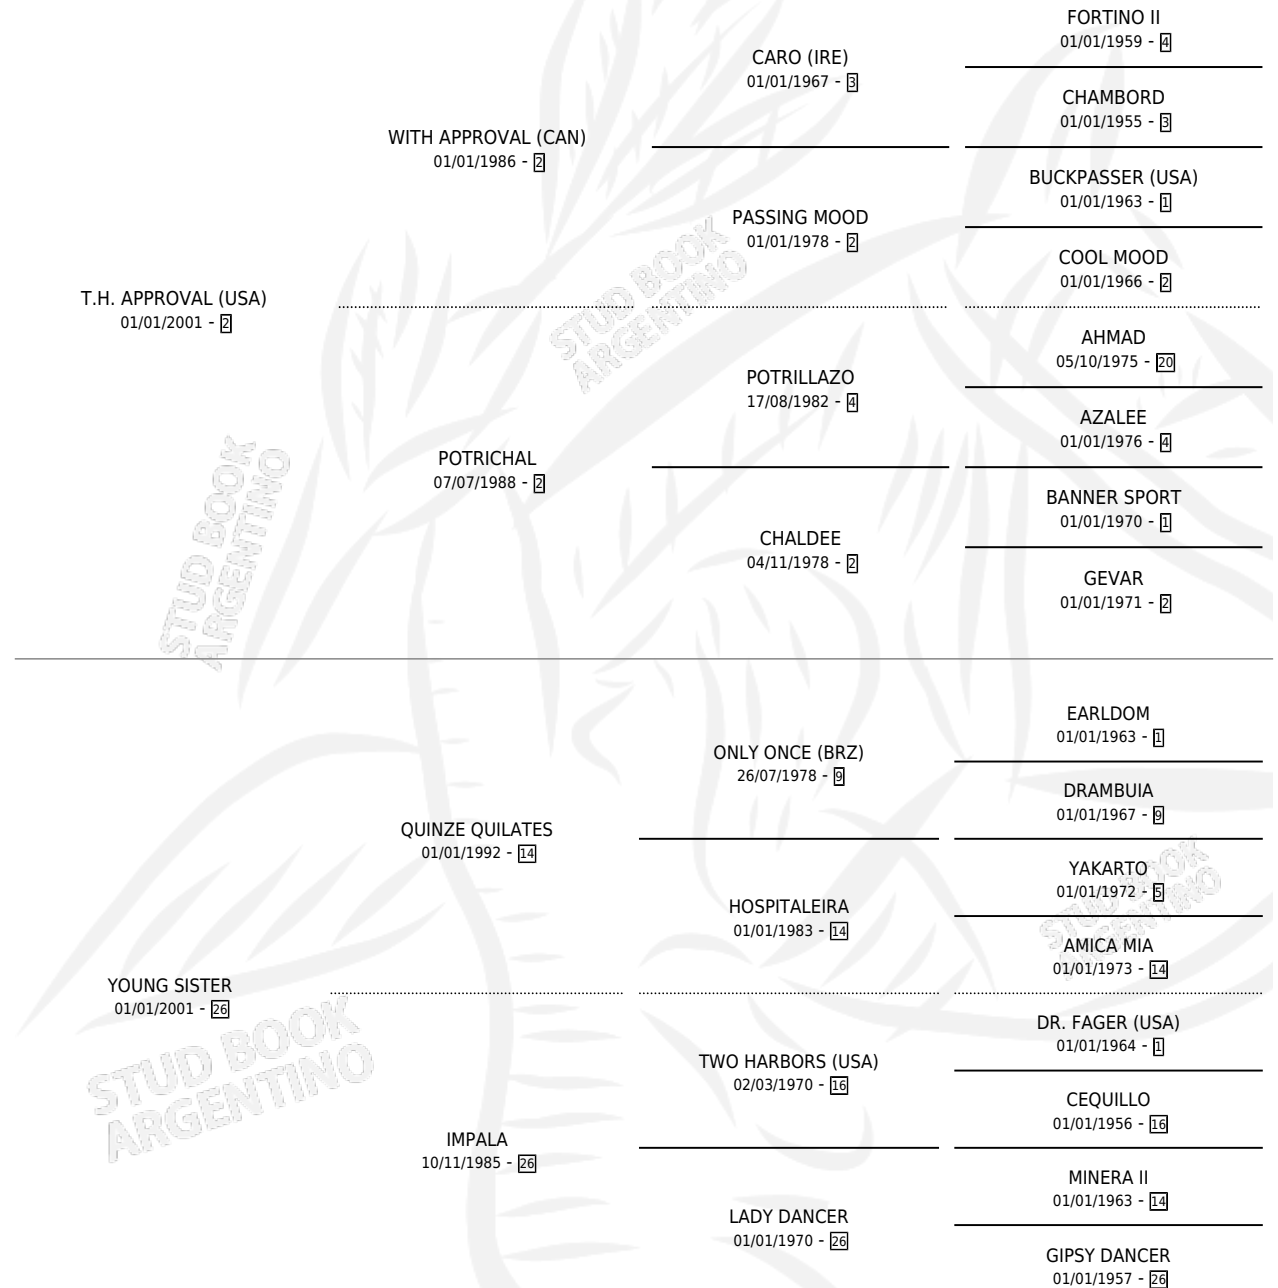 FORTINO II
01/01/1959 - 4
CARO (IRE)
01/01/1967 - 3
CHAMBORD
01/01/1955 - 3
WITH APPROVAL (CAN)
01/01/1986 - 2
BUCKPASSER (USA)
01/01/1963 - 1
PASSING MOOD
01/01/1978 - 2
COOL MOOD
01/01/1966 - 2
T.H. APPROVAL (USA)
01/01/2001 - 2
AHMAD
05/10/1975 - 20
POTRILLAZO
17/08/1982 - 4
AZALEE
01/01/1976 - 4
POTRICHAL
07/07/1988 - 2
BANNER SPORT
01/01/1970 - 1
CHALDEE
04/11/1978 - 2
GEVAR
01/01/1971 - 2
EARLDOM
01/01/1963 - 1
ONLY ONCE (BRZ)
26/07/1978 - 9
DRAMBUIA
01/01/1967 - 9
QUINZE QUILATES
01/01/1992 - 14
YAKARTO
01/01/1972 - 5
HOSPITALEIRA
01/01/1983 - 14
AMICA MIA
01/01/1973 - 14
YOUNG SISTER
01/01/2001 - 26
DR. FAGER (USA)
01/01/1964 - 1
TWO HARBORS (USA)
02/03/1970 - 16
CEQUILLO
01/01/1956 - 16
IMPALA
10/11/1985 - 26
MINERA II
01/01/1963 - 14
LADY DANCER
01/01/1970 - 26
GIPSY DANCER
01/01/1957 - 26
STUD BOOK
ARGENTINO
STUD BOOK
ARGENTINO
STUD BOOK
ARGENTINO
STUD BOOK
ARGENTINO